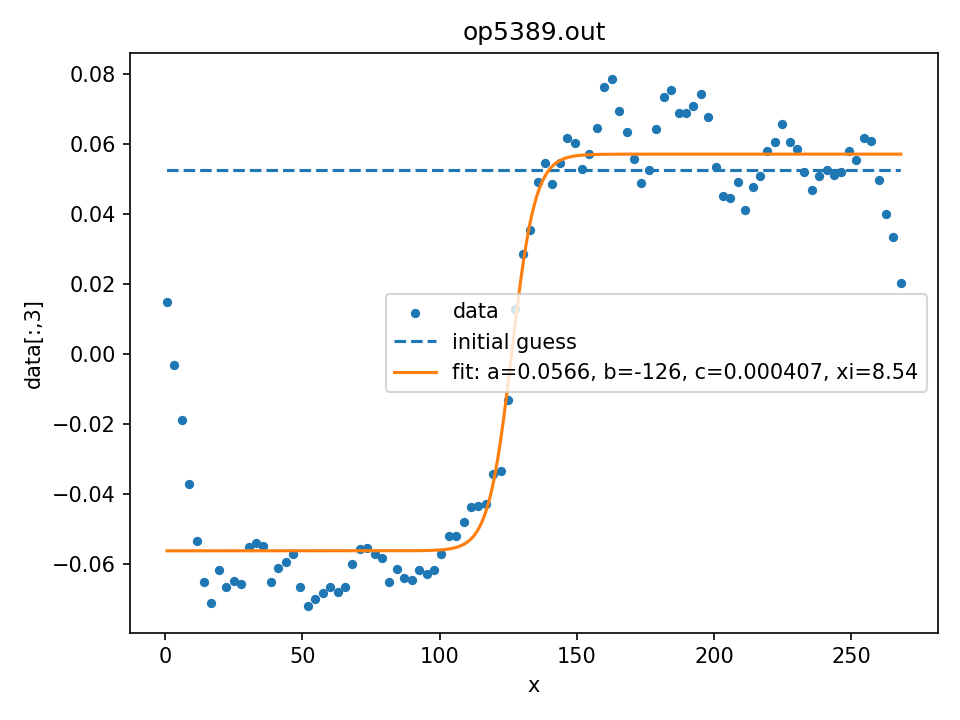 op5389.out
0.08
0.06
0.04
0.02
0.00
−0.02
−0.04
−0.06
data[:,3]
data
initial guess
fit: a=0.0566, b=-126, c=0.000407, xi=8.54
0 50 100 150 200 250
x